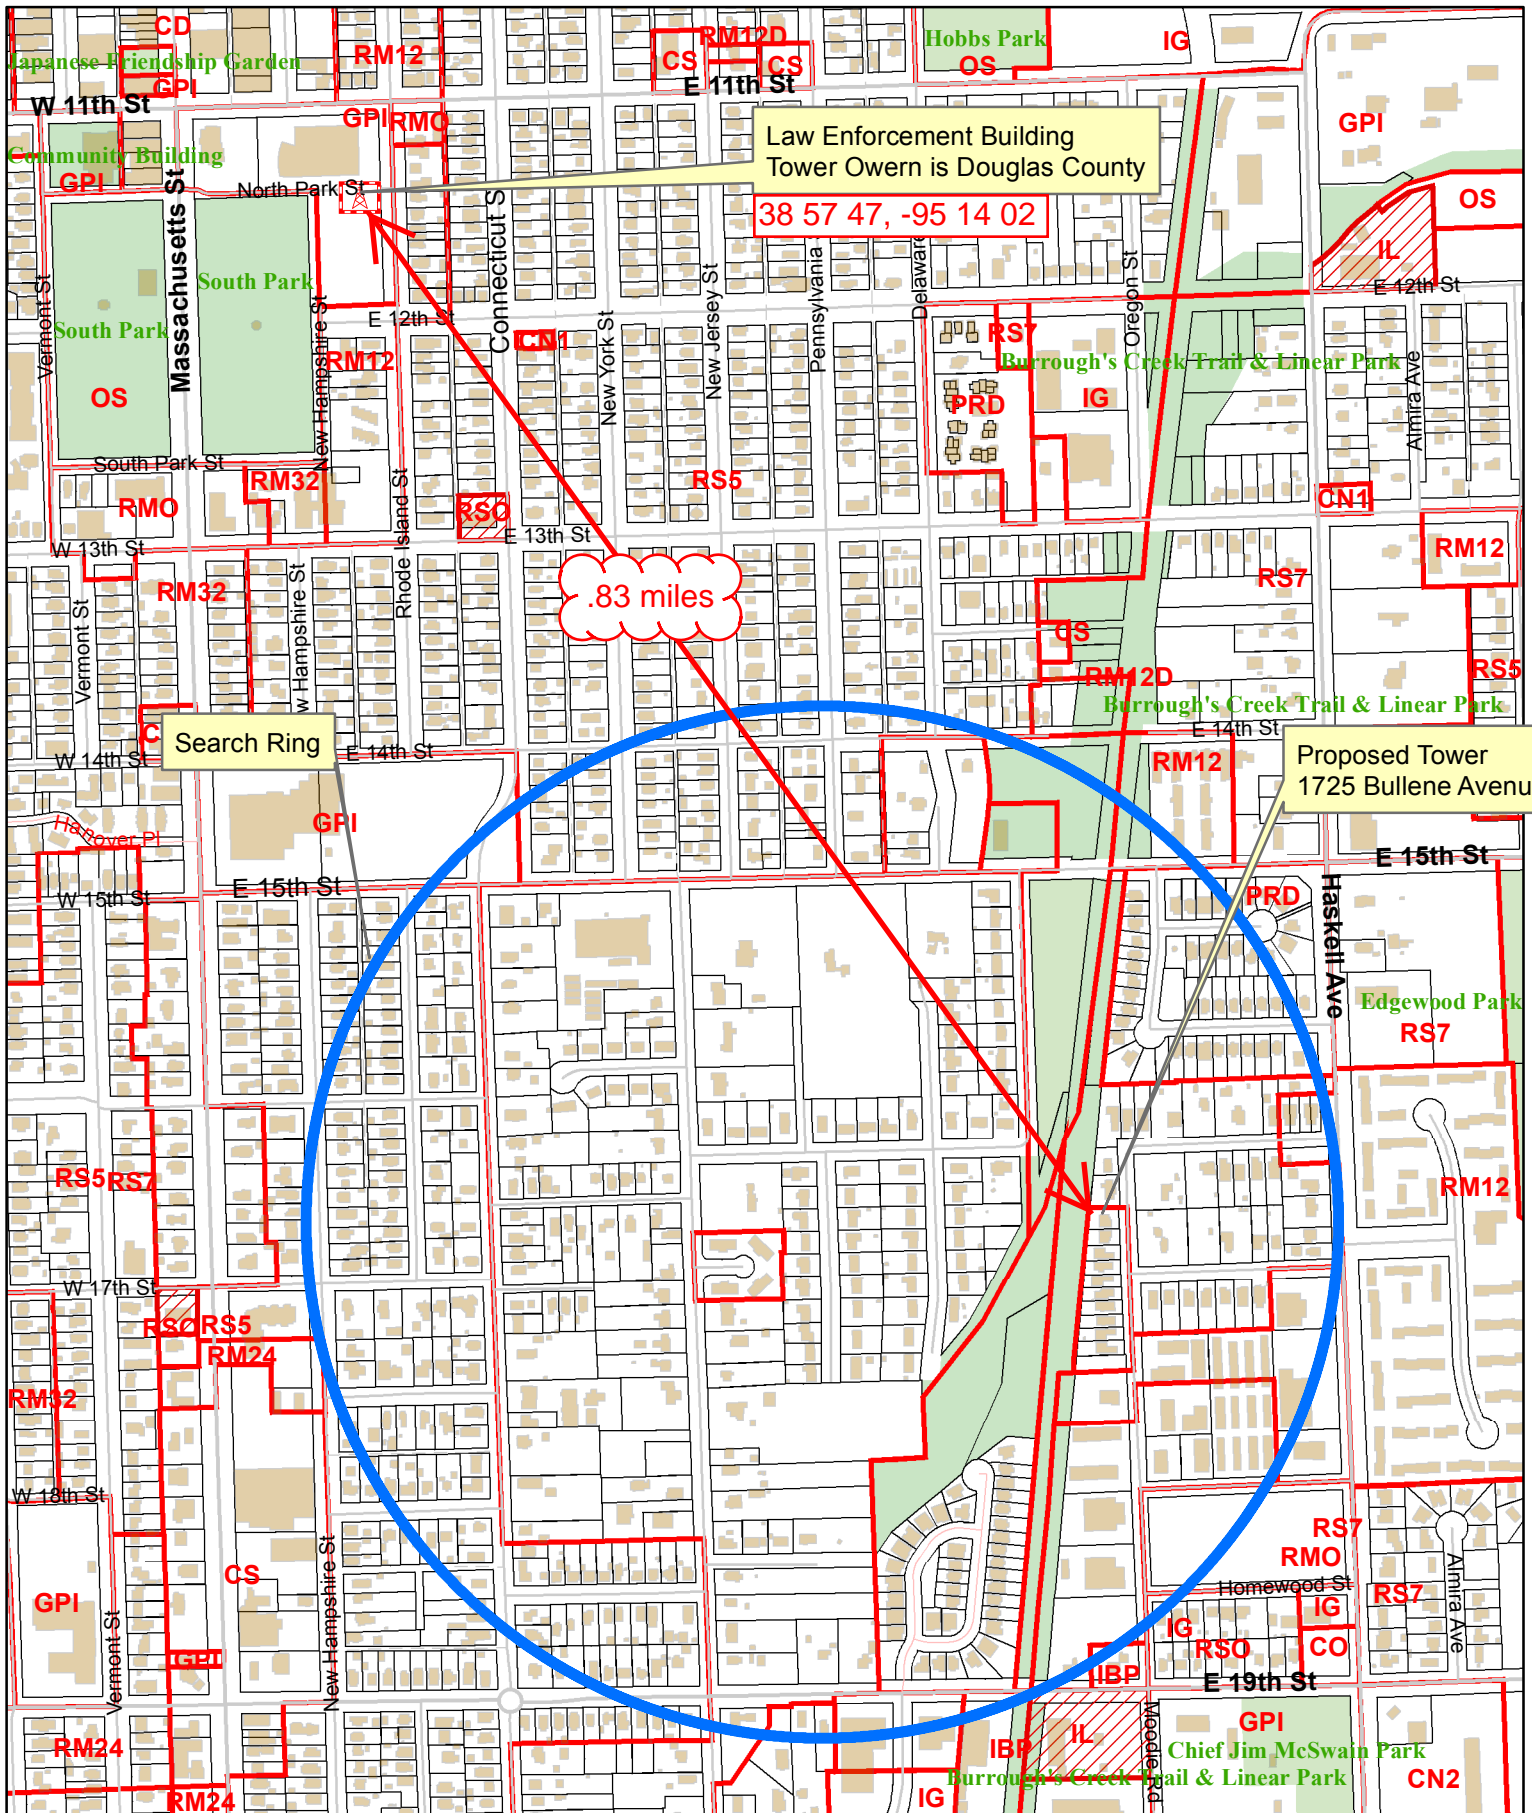 CD
Japanese Friendship Garden
GPI
RM12
CS
RM12D
CS
Hobbs Park
OS
IG
W 11th St
E 11th St
GPI
RMO
GPI
Community Building
GPI
North Park St
Law Enforcement Building
Tower Owern is Douglas County
38 57 47, -95 14 02
OS
IL
E 12th St
Massachusetts St
Vermont St
South Park
South Park
OS
New Hampshire St
E 12th St
RM12
Connecticut S
CN1
New York St
New Jersey St
Pennsylvania
Delaware
Oregon St
RS7
Burrough's Creek Trail & Linear Park
PRD
IG
Almira Ave
South Park St
RM32
RMO
Rhode Island St
RSO
RS5
CN1
W 13th St
E 13th St
RM12
RM32
Vermont St
w Hampshire St
.83 miles
RS7
CS
RM12D
RS5
Burrough's Creek Trail & Linear Park
C
Search Ring
W 14th St
E 14th St
E 14th St
RM12
Proposed Tower
1725 Bullene Avenu
Hanover Pl
GPI
E 15th St
W 15th St
E 15th St
PRD
Haskell Ave
Edgewood Park
RS7
RS5
RS7
RM12
W 17th St
RSO
RS5
RM24
RM32
W 18th St
CS
GPI
New Hampshire St
Vermont St
GPI
RS7
RMO
Homewood St
IG
RS7
Almira Ave
IG
RSO
CO
IBP
E 19th St
RM24
RM24
IBP
IL
Moodie Rd
GPI
Chief Jim McSwain Park
Burrough's Creek Trail & Linear Park
IG
CN2